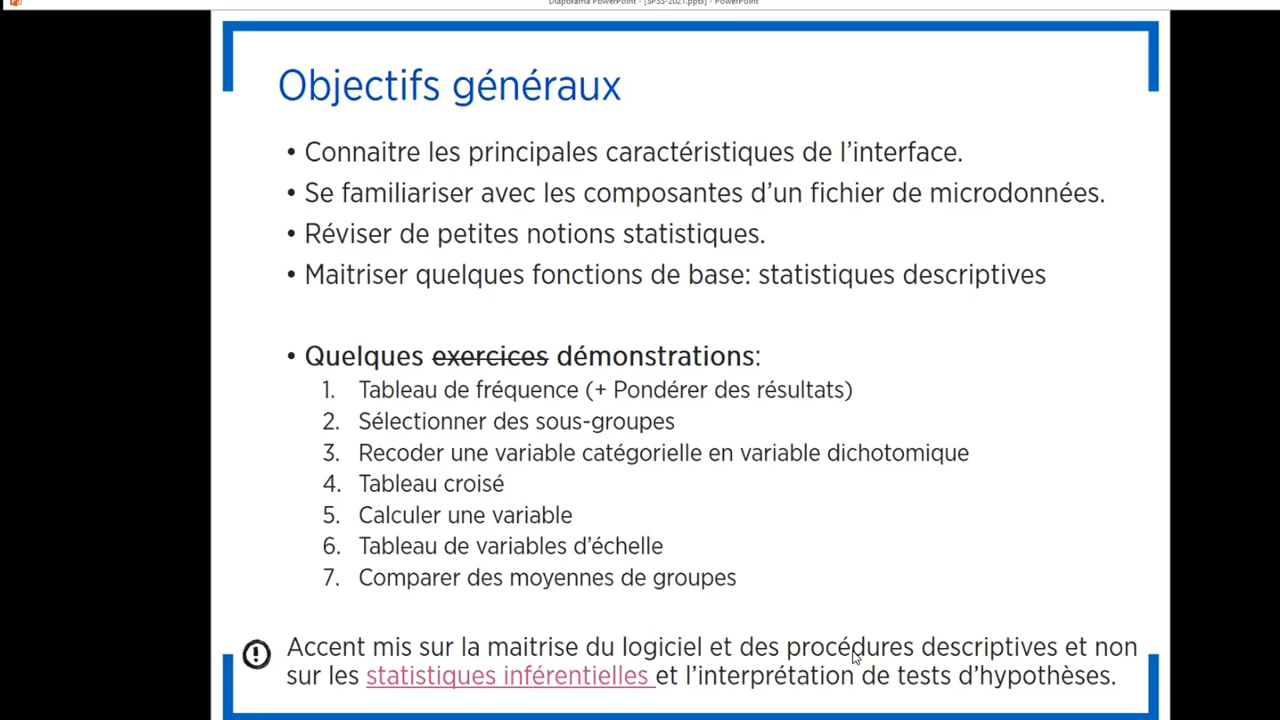 Diaporama PowerPoint - [SPSS-2021.pptx] - PowerPoint
Objectifs généraux
• Connaitre les principales caractéristiques de l'interface.
• Se familiariser avec les composantes d'un fichier de microdonnées.
• Réviser de petites notions statistiques.
• Maitriser quelques fonctions de base: statistiques descriptives
• Quelques exercices démonstrations:
1. Tableau de fréquence (+ Pondérer des résultats)
2. Sélectionner des sous-groupes
3. Recoder une variable catégorielle en variable dichotomique
4. Tableau croisé
5. Calculer une variable
6. Tableau de variables d'échelle
7. Comparer des moyennes de groupes
Accent mis sur la maitrise du logiciel et des procédures descriptives et non
sur les statistiques inférentielles et l'interprétation de tests d'hypothèses.